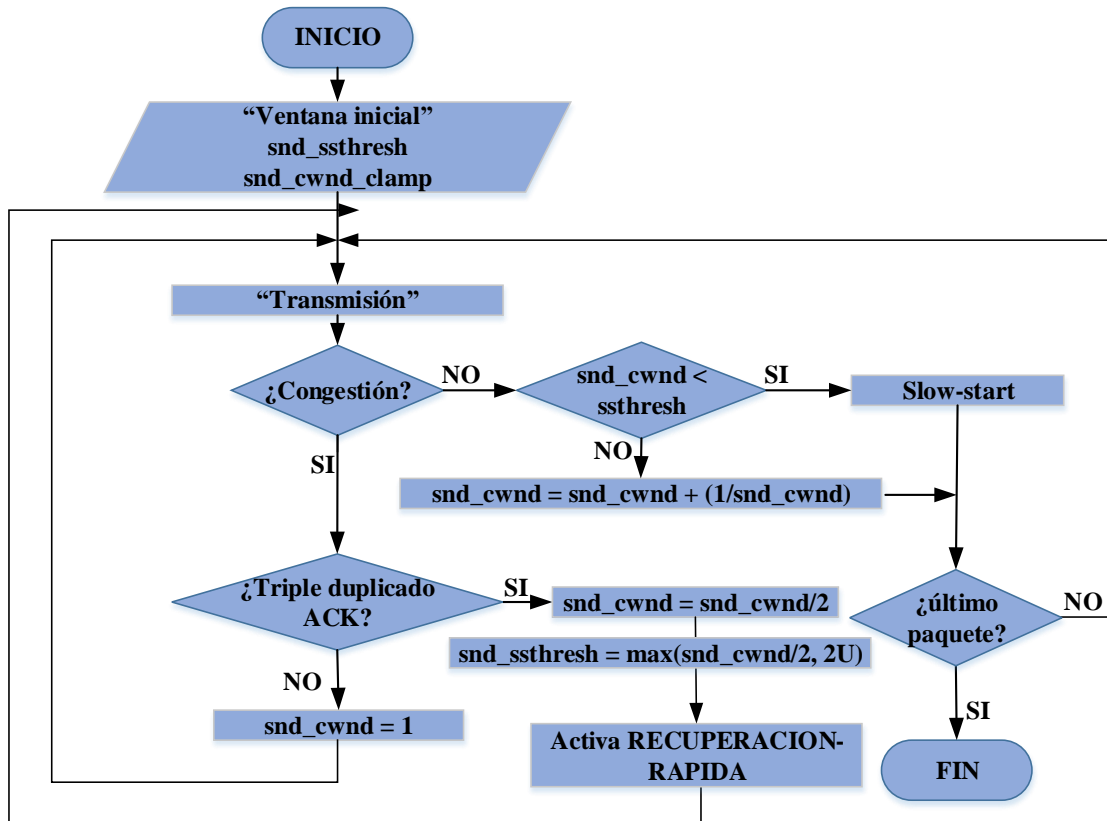 INICIO
“Ventana inicial”
snd_ssthresh
snd_cwnd_clamp
“Transmisión”
¿Congestión?
NO
snd_cwnd <
ssthresh
SI
Slow-start
NO
snd_cwnd = snd_cwnd + (1/snd_cwnd)
SI
¿Triple duplicado
ACK?
SI
snd_cwnd = snd_cwnd/2
snd_ssthresh = max(snd_cwnd/2, 2U)
Activa RECUPERACION-
RAPIDA
NO
snd_cwnd = 1
¿último
paquete?
NO
SI
FIN